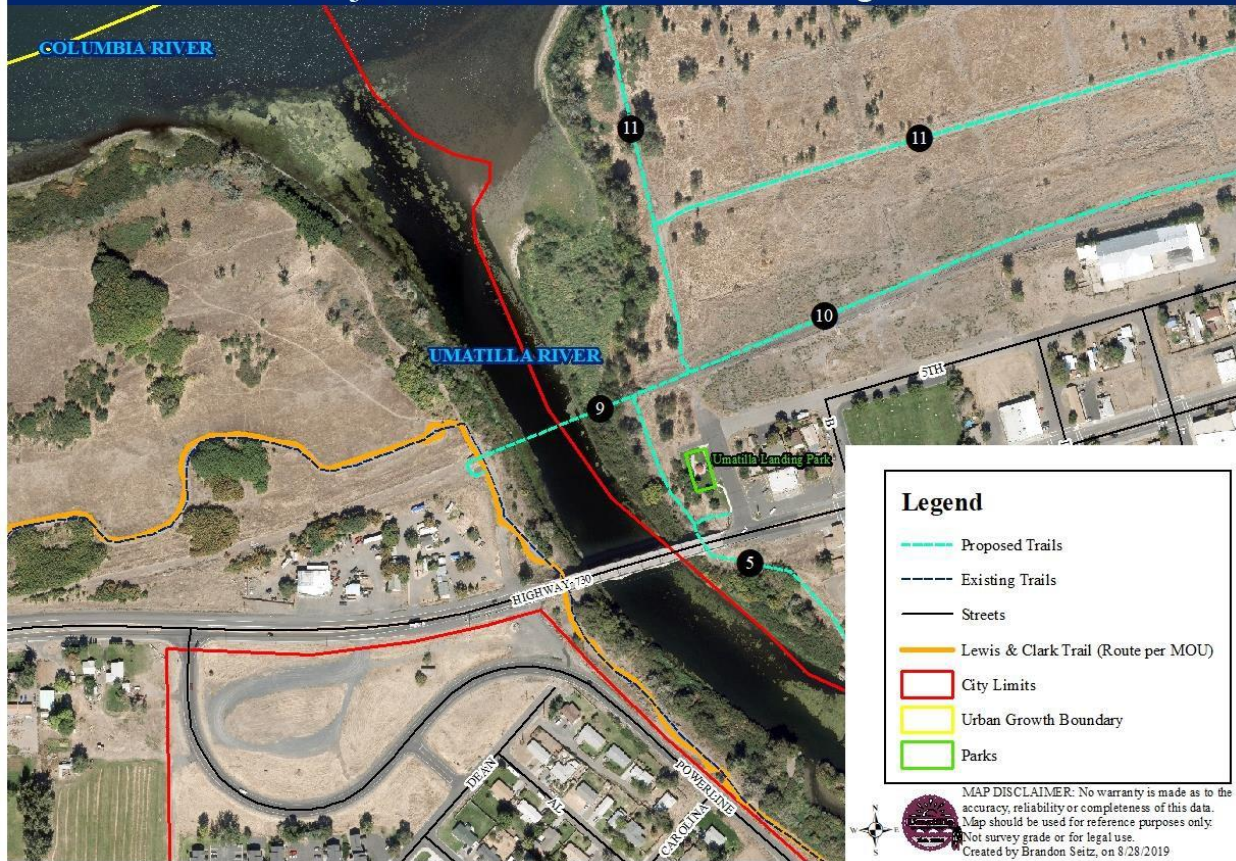 COLUMBIA RIVER
11
11
10
UMATILLA RIVER
9
5TH
B
Umatilla Landing Park
5
HIGHWAY 730
DEAN
AL
CAROLINA
POWERLINE
Legend
Proposed Trails
Existing Trails
Streets
Lewis & Clark Trail (Route per MOU)
City Limits
Urban Growth Boundary
Parks
N
W E
S
MAP DISCLAIMER: No warranty is made as to the
accuracy, reliability or completeness of this data.
Map should be used for reference purposes only.
Not survey grade or for legal use.
Created by Brandon Seitz, on 8/28/2019